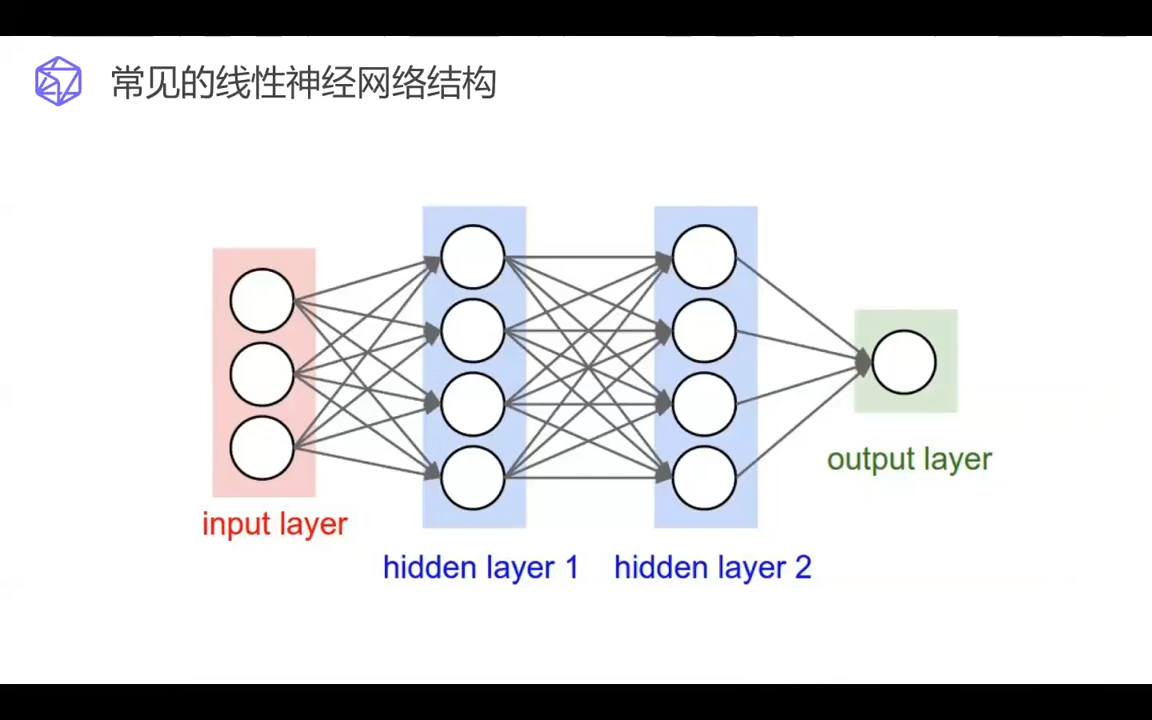 常见的线性神经网络结构
input layer
hidden layer 1
hidden layer 2
output layer